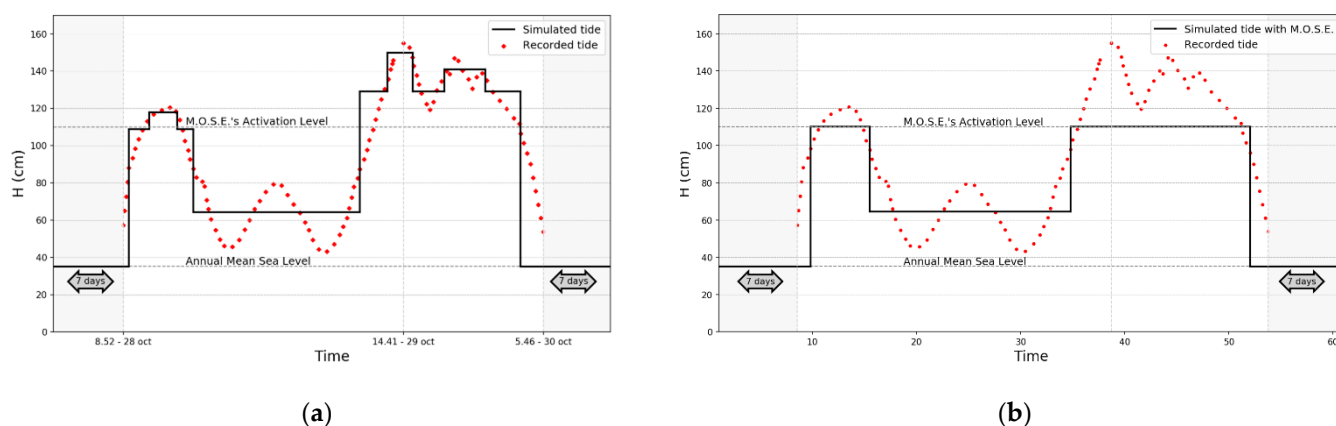 160
140
120
100
80
60
40
20
0
H (cm)
Simulated tide
Recorded tide
M.O.S.E.'s Activation Level
Annual Mean Sea Level
7 days
7 days
8.52 - 28 oct
14.41 - 29 oct
5.46 - 30 oct
Time
(a)
160
140
120
100
80
60
40
20
0
H (cm)
Simulated tide with M.O.S.E.
Recorded tide
M.O.S.E.'s Activation Level
Annual Mean Sea Level
7 days
7 days
10
20
30
40
50
60
Time
(b)